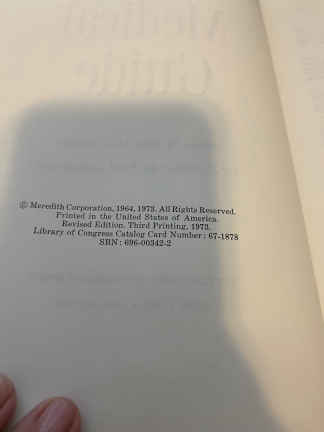 © Meredith Corporation, 1964, 1973. All Rights Reserved.
Printed in the United States of America.
Revised Edition. Third Printing, 1973.
Library of Congress Catalog Card Number: 67-1878
SBN: 696-00342-2